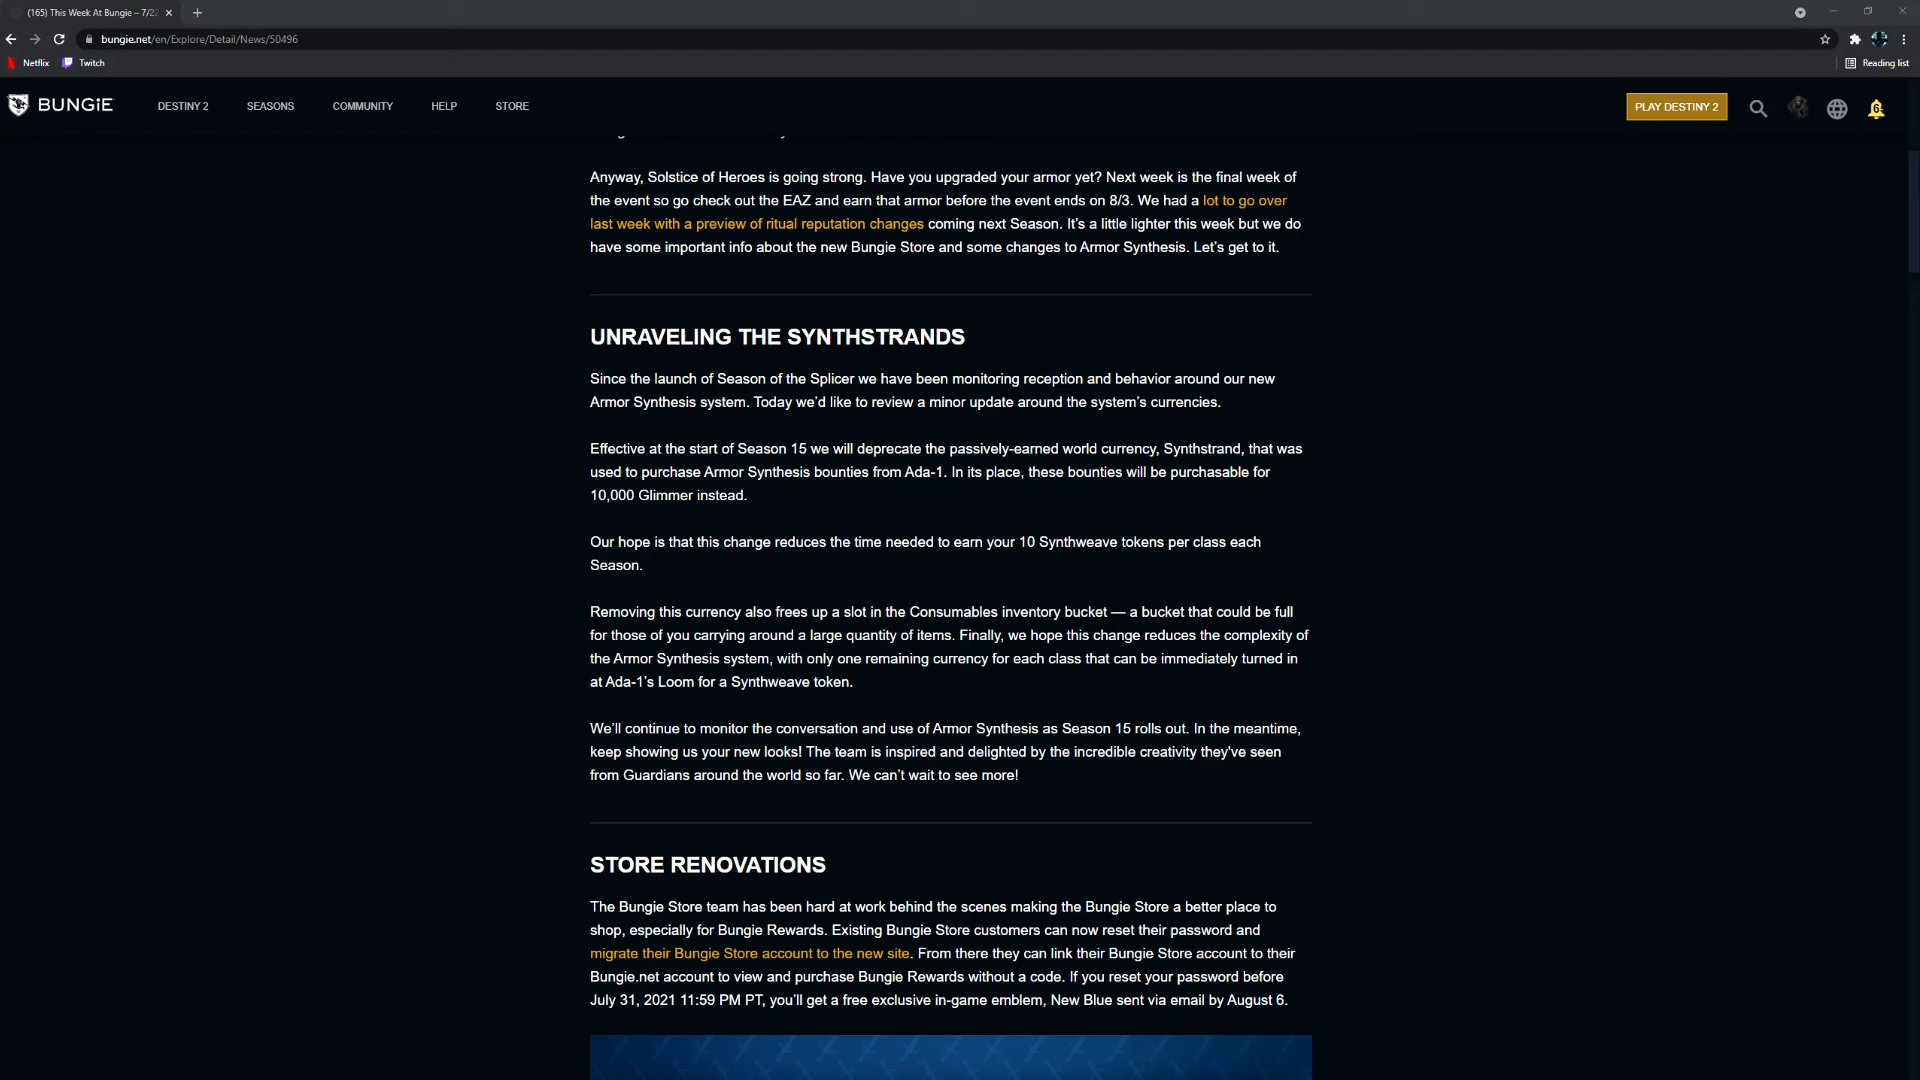 (165) This Week At Bungie – 7/22
bungie.net/en/Explore/Detail/News/50496
Netflix
Twitch
Reading list
BUNGIE
DESTINY 2
SEASONS
COMMUNITY
HELP
STORE
PLAY DESTINY 2
6
Anyway, Solstice of Heroes is going strong. Have you upgraded your armor yet? Next week is the final week of
the event so go check out the EAZ and earn that armor before the event ends on 8/3. We had a lot to go over
last week with a preview of ritual reputation changes coming next Season. It’s a little lighter this week but we do
have some important info about the new Bungie Store and some changes to Armor Synthesis. Let’s get to it.
UNRAVELING THE SYNTHSTRANDS
Since the launch of Season of the Splicer we have been monitoring reception and behavior around our new
Armor Synthesis system. Today we’d like to review a minor update around the system’s currencies.
Effective at the start of Season 15 we will deprecate the passively-earned world currency, Synthstrand, that was
used to purchase Armor Synthesis bounties from Ada-1. In its place, these bounties will be purchasable for
10,000 Glimmer instead.
Our hope is that this change reduces the time needed to earn your 10 Synthweave tokens per class each
Season.
Removing this currency also frees up a slot in the Consumables inventory bucket — a bucket that could be full
for those of you carrying around a large quantity of items. Finally, we hope this change reduces the complexity of
the Armor Synthesis system, with only one remaining currency for each class that can be immediately turned in
at Ada-1’s Loom for a Synthweave token.
We’ll continue to monitor the conversation and use of Armor Synthesis as Season 15 rolls out. In the meantime,
keep showing us your new looks! The team is inspired and delighted by the incredible creativity they've seen
from Guardians around the world so far. We can’t wait to see more!
STORE RENOVATIONS
The Bungie Store team has been hard at work behind the scenes making the Bungie Store a better place to
shop, especially for Bungie Rewards. Existing Bungie Store customers can now reset their password and
migrate their Bungie Store account to the new site. From there they can link their Bungie Store account to their
Bungie.net account to view and purchase Bungie Rewards without a code. If you reset your password before
July 31, 2021 11:59 PM PT, you’ll get a free exclusive in-game emblem, New Blue sent via email by August 6.